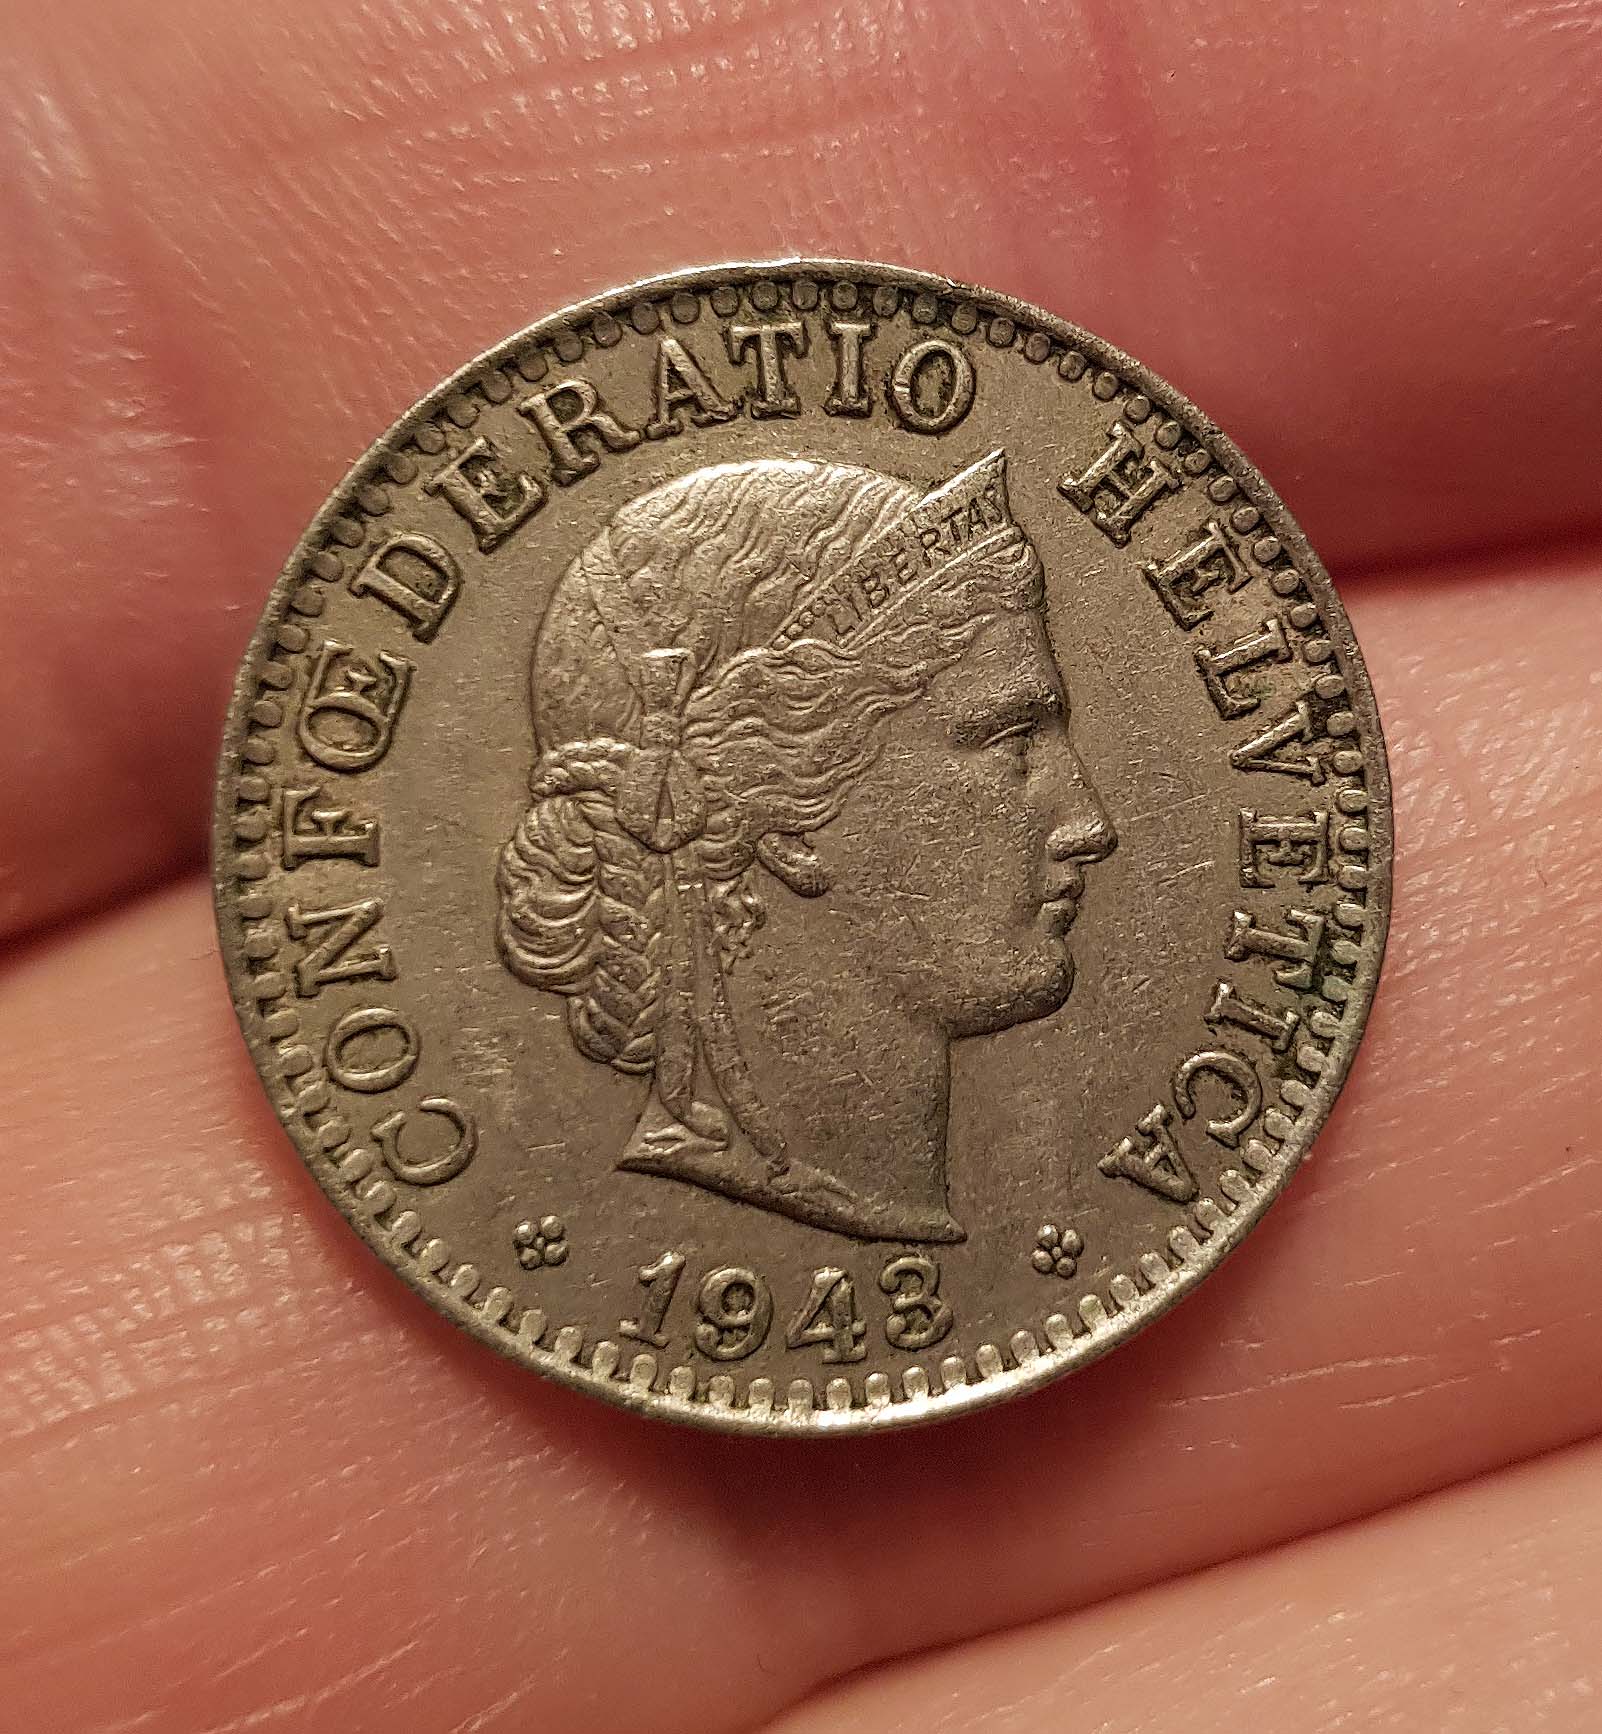 CONFŒDERATIO HELVETICA
LIBERTAS
1943